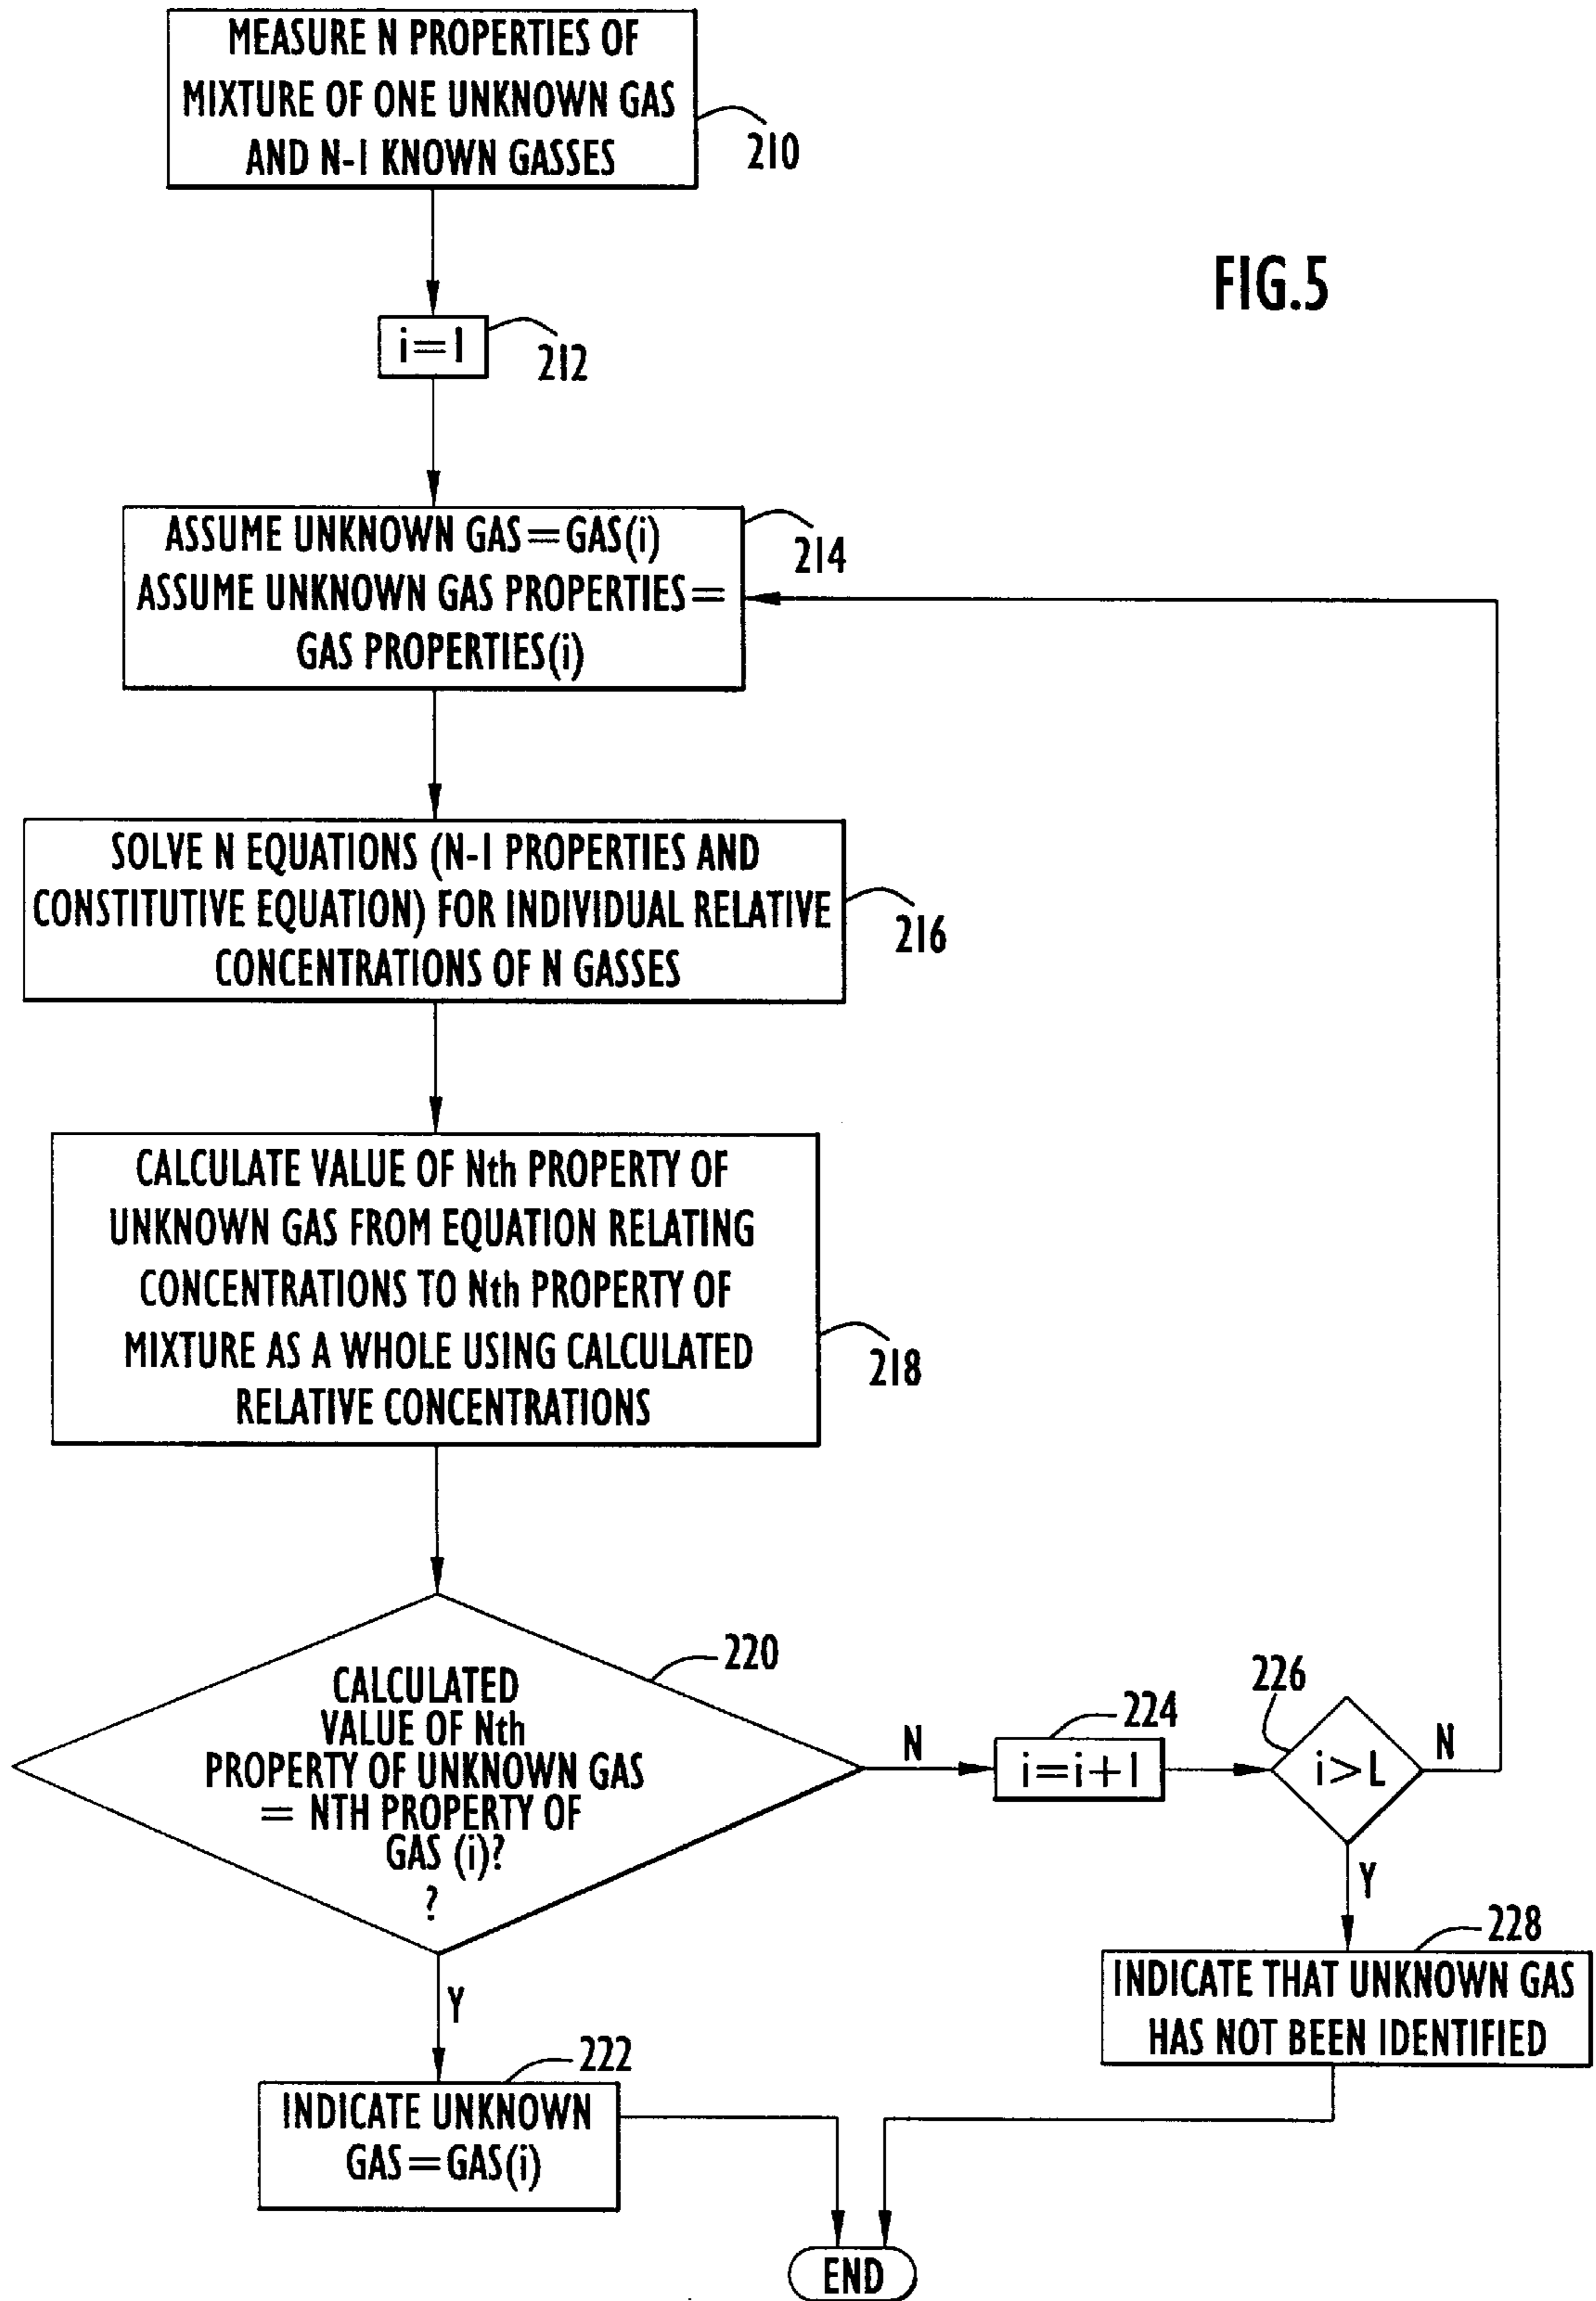 MEASURE N PROPERTIES OF
MIXTURE OF ONE UNKNOWN GAS
AND N-1 KNOWN GASSES
210
FIG.5
i=1
212
ASSUME UNKNOWN GAS=GAS(i)
ASSUME UNKNOWN GAS PROPERTIES=
GAS PROPERTIES(i)
214
SOLVE N EQUATIONS (N-1 PROPERTIES AND
CONSTITUTIVE EQUATION) FOR INDIVIDUAL RELATIVE
CONCENTRATIONS OF N GASSES
216
CALCULATE VALUE OF Nth PROPERTY OF
UNKNOWN GAS FROM EQUATION RELATING
CONCENTRATIONS TO Nth PROPERTY OF
MIXTURE AS A WHOLE USING CALCULATED
RELATIVE CONCENTRATIONS
218
CALCULATED
VALUE OF Nth
PROPERTY OF UNKNOWN GAS
= NTH PROPERTY OF
GAS (i)?
?
220
N
i=i+1
224
i>L
226
N
Y
Y
INDICATE THAT UNKNOWN GAS
HAS NOT BEEN IDENTIFIED
228
INDICATE UNKNOWN
GAS=GAS(i)
222
END